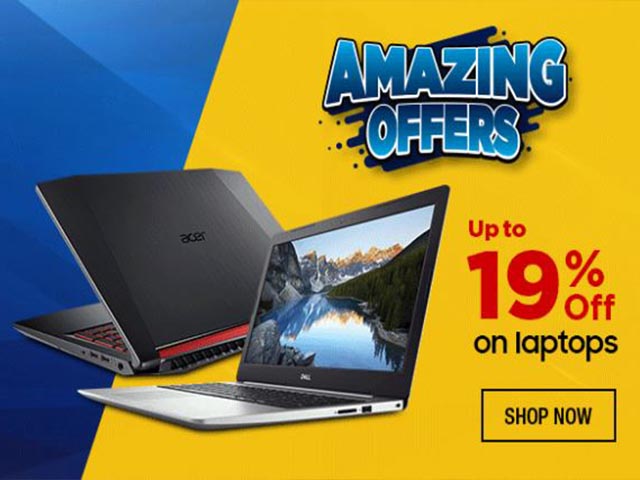 AMAZING
OFFERS
acer
DELL
Up to
19% Off
on laptops
SHOP NOW